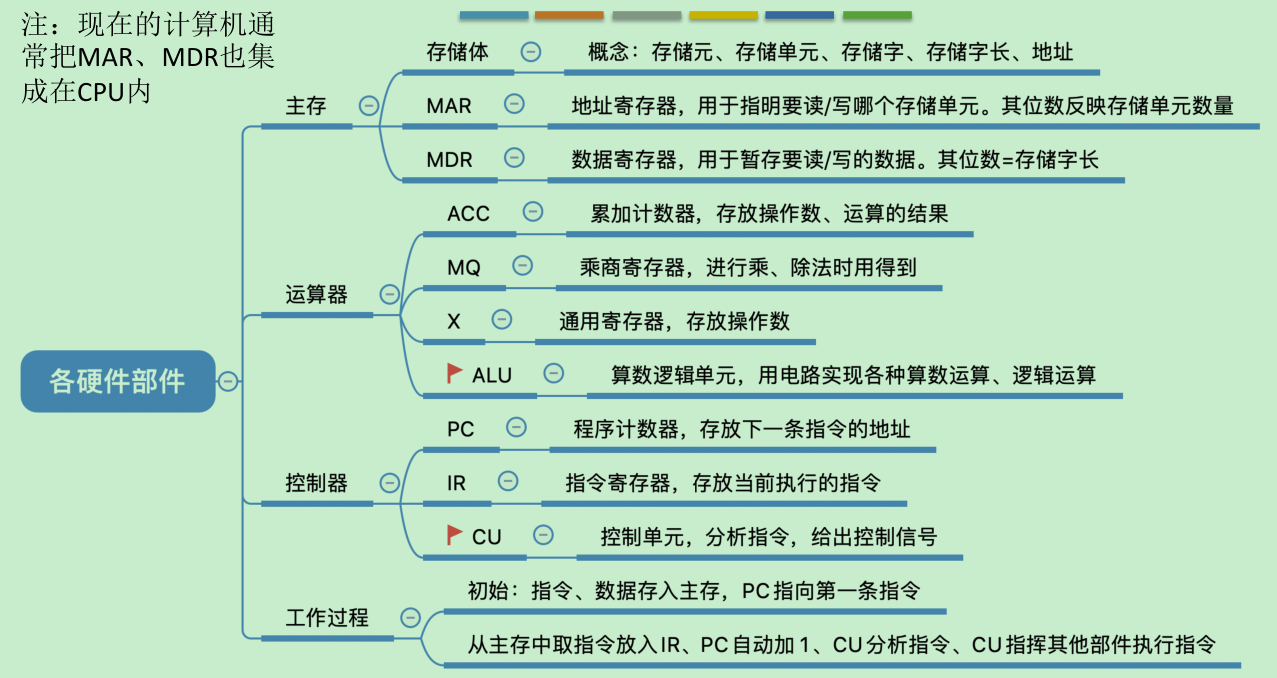 注：现在的计算机通
常把MAR、MDR也集
成在CPU内
各硬件部件
主存
存储体
概念：存储元、存储单元、存储字、存储字长、地址
MAR
地址寄存器，用于指明要读/写哪个存储单元。其位数反映存储单元数量
MDR
数据寄存器，用于暂存要读/写的数据。其位数=存储字长
运算器
ACC
累加计数器，存放操作数、运算的结果
MQ
乘商寄存器，进行乘、除法时用得到
X
通用寄存器，存放操作数
ALU
算数逻辑单元，用电路实现各种算数运算、逻辑运算
控制器
PC
程序计数器，存放下一条指令的地址
IR
指令寄存器，存放当前执行的指令
CU
控制单元，分析指令，给出控制信号
工作过程
初始：指令、数据存入主存，PC指向第一条指令
从主存中取指令放入IR、PC自动加1、CU分析指令、CU指挥其他部件执行指令